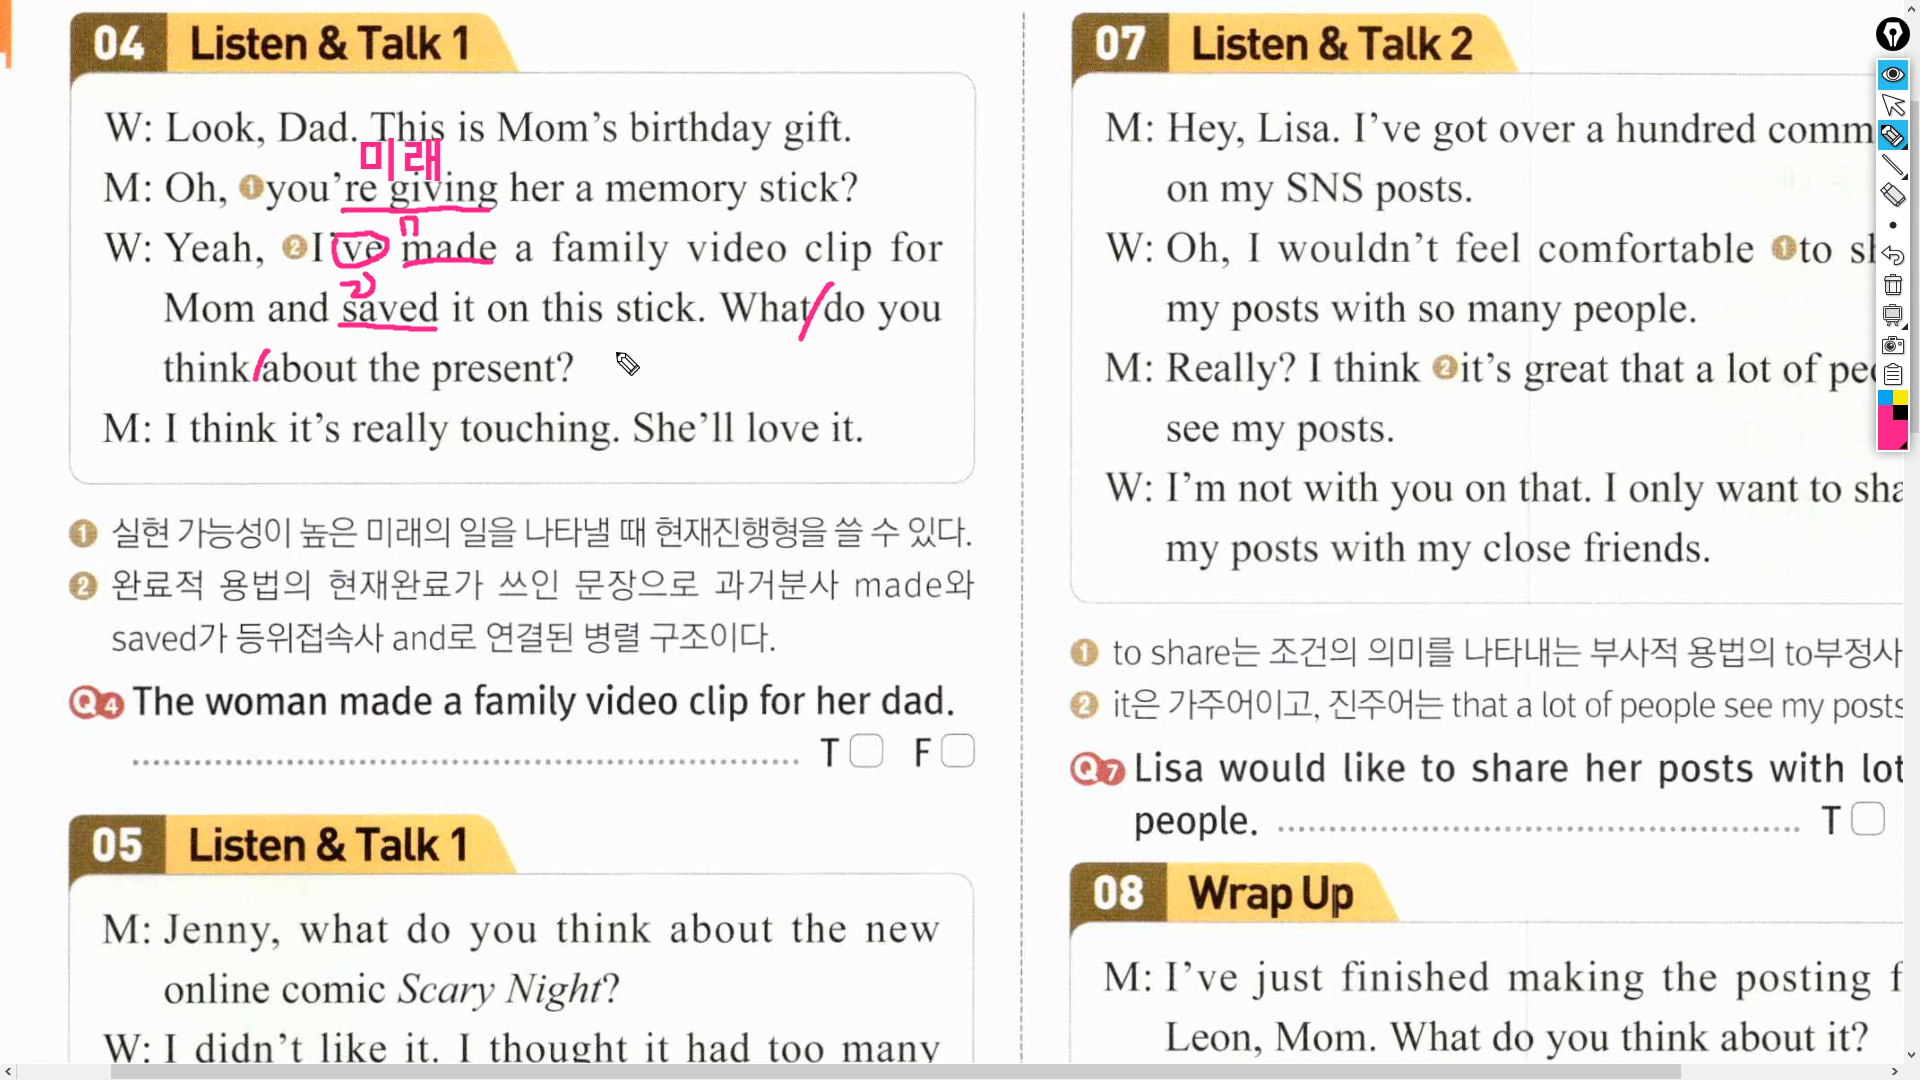 04 Listen & Talk 1
W: Look, Dad. This is Mom's birthday gift.
미래
M: Oh, ❶you're giving her a memory stick?
W: Yeah, ❷I've made a family video clip for
Mom and saved it on this stick. What/do you
think/about the present?
M: I think it's really touching. She'll love it.
❶ 실현 가능성이 높은 미래의 일을 나타낼 때 현재진행형을 쓸 수 있다.
❷ 완료적 용법의 현재완료가 쓰인 문장으로 과거분사 made와
saved가 등위접속사 and로 연결된 병렬 구조이다.
Q4 The woman made a family video clip for her dad.
T F
05 Listen & Talk 1
M: Jenny, what do you think about the new
online comic Scary Night?
W: I didn't like it. I thought it had too many
07 Listen & Talk 2
M: Hey, Lisa. I've got over a hundred comm
on my SNS posts.
W: Oh, I wouldn't feel comfortable ❶to sh
my posts with so many people.
M: Really? I think ❷it's great that a lot of peo
see my posts.
W: I'm not with you on that. I only want to sha
my posts with my close friends.
❶ to share는 조건의 의미를 나타내는 부사적 용법의 to부정사
❷ it은 가주어이고, 진주어는 that a lot of people see my posts
Q7 Lisa would like to share her posts with lot
people. T
08 Wrap Up
M: I've just finished making the posting f
Leon, Mom. What do you think about it?